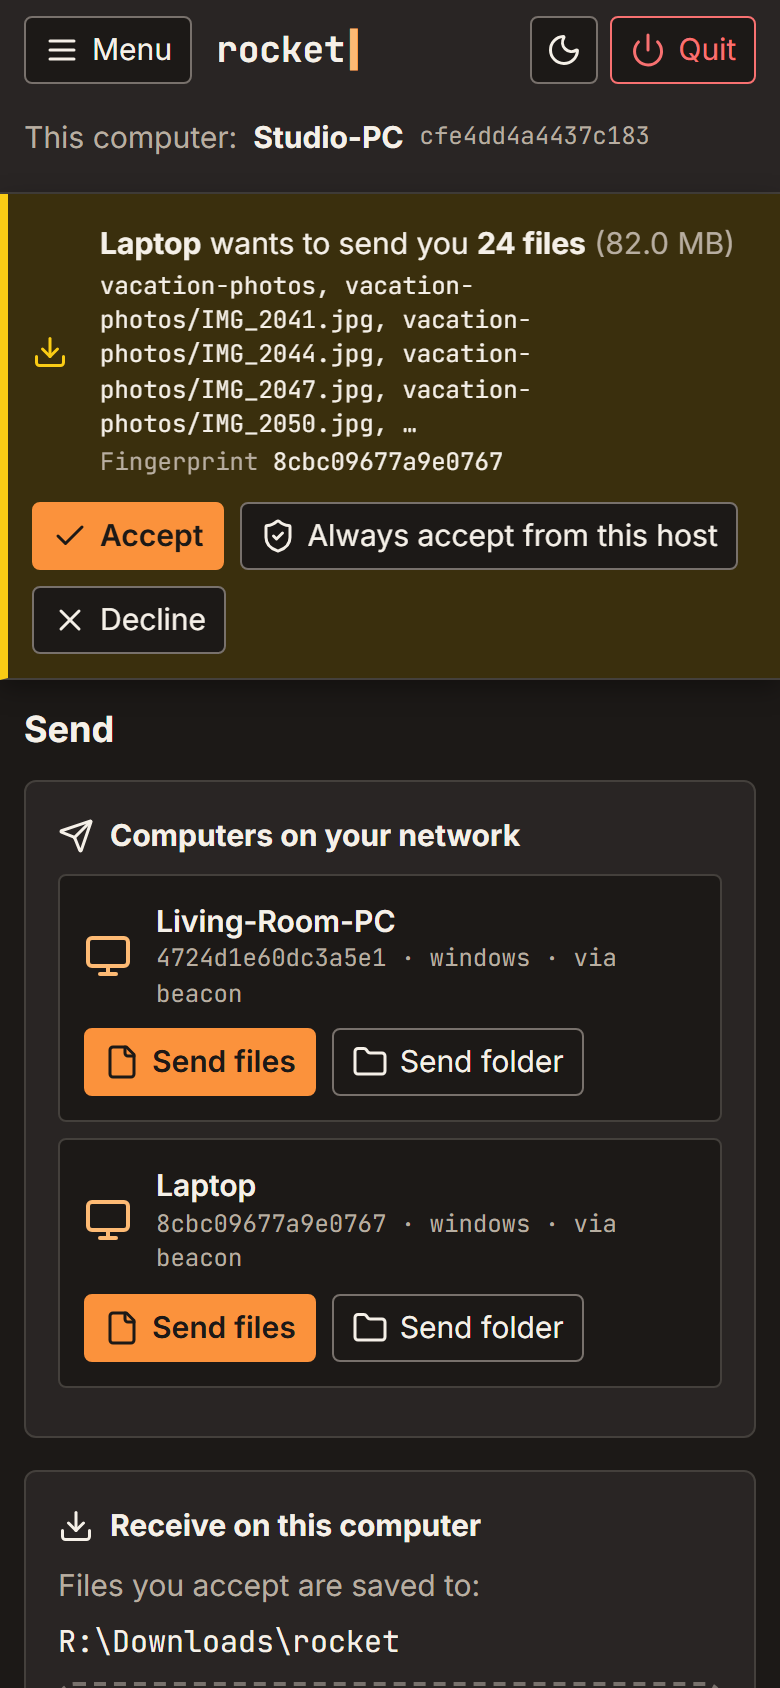 Menu
rocket
Quit
This computer: Studio-PC cfe4dd4a4437c183
Laptop wants to send you 24 files (82.0 MB)
vacation-photos, vacation-
photos/IMG_2041.jpg, vacation-
photos/IMG_2044.jpg, vacation-
photos/IMG_2047.jpg, vacation-
photos/IMG_2050.jpg, …
Fingerprint 8cbc09677a9e0767
Accept
Always accept from this host
Decline
Send
Computers on your network
Living-Room-PC
4724d1e60dc3a5e1 · windows · via
beacon
Send files
Send folder
Laptop
8cbc09677a9e0767 · windows · via
beacon
Send files
Send folder
Receive on this computer
Files you accept are saved to:
R:\Downloads\rocket